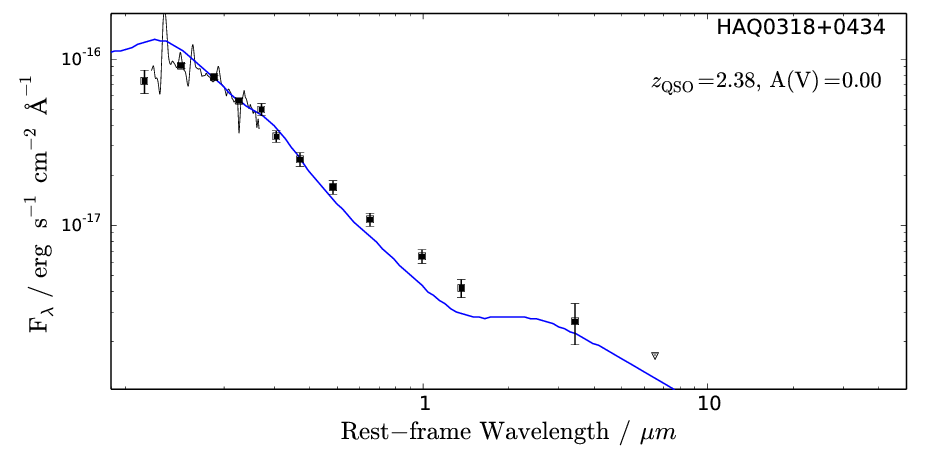 HAQ0318+0434
z_QSO=2.38, A(V)=0.00
10^-16
10^-17
F_λ / erg s^−1 cm^−2 Å^−1
1
10
Rest−frame Wavelength / μm